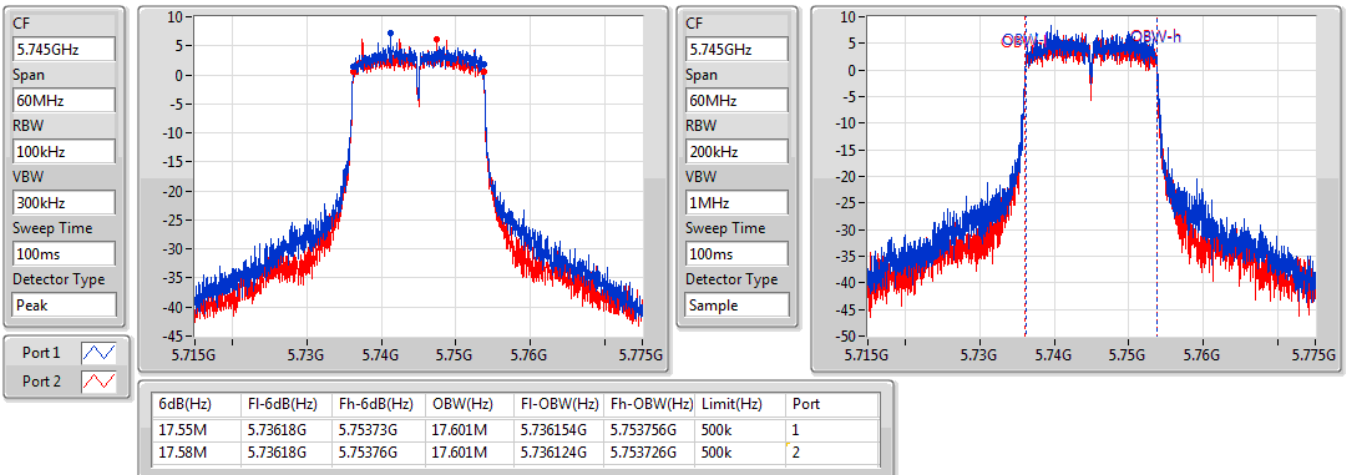 CF
5.745GHz
Span
60MHz
RBW
100kHz
VBW
300kHz
Sweep Time
100ms
Detector Type
Peak
Port 1
Port 2
10
5
0
-5
-10
-15
-20
-25
-30
-35
-40
-45
5.715G 5.73G 5.74G 5.75G 5.76G 5.775G
CF
5.745GHz
Span
60MHz
RBW
200kHz
VBW
1MHz
Sweep Time
100ms
Detector Type
Sample
10
5
0
-5
-10
-15
-20
-25
-30
-35
-40
-45
-50
OBW-h
5.715G 5.73G 5.74G 5.75G 5.76G 5.775G
6dB(Hz) Fl-6dB(Hz) Fh-6dB(Hz) OBW(Hz) Fl-OBW(Hz) Fh-OBW(Hz) Limit(Hz) Port
17.55M 5.73618G 5.75373G 17.601M 5.736154G 5.753756G 500k 1
17.58M 5.73618G 5.75376G 17.601M 5.736124G 5.753726G 500k 2